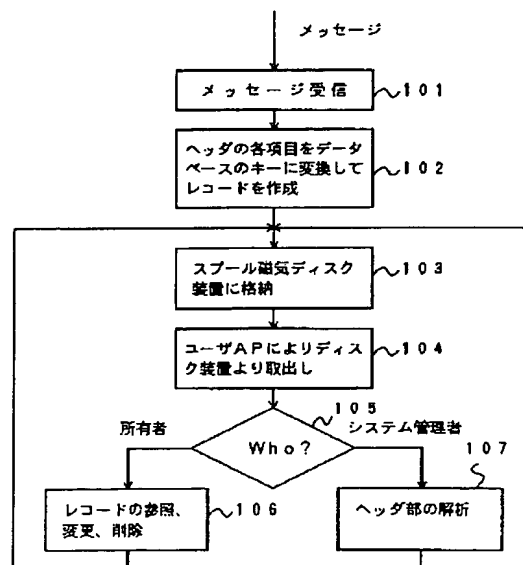 メッセージ
メッセージ受信
101
ヘッダの各項目をデータ
ベースのキーに変換して
レコードを作成
102
スプール磁気ディスク
装置に格納
103
ユーザAPによりディス
ク装置より取出し
104
105
所有者
システム管理者
Who?
107
レコードの参照、
変更、削除
106
ヘッダ部の解析